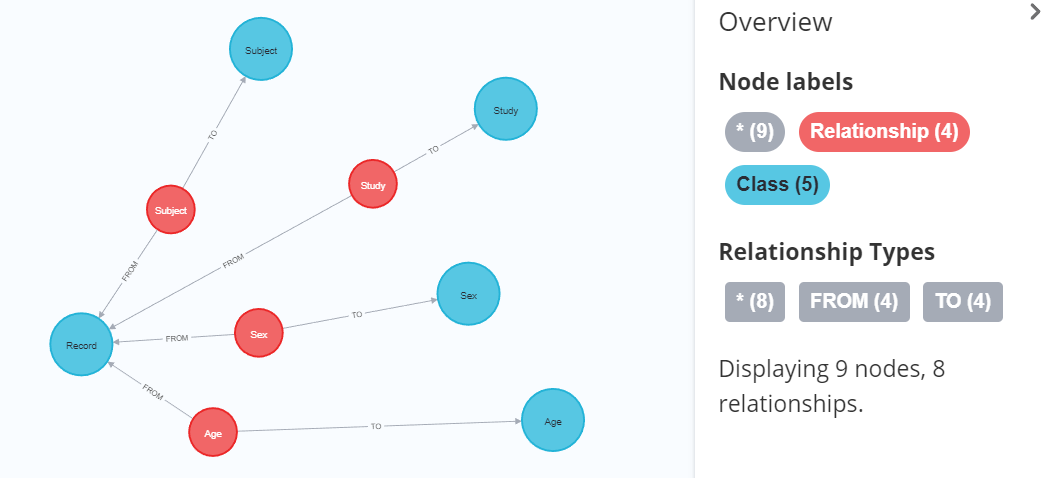 Subject
TO
Study
TO
Study
Subject
FROM
FROM
Sex
TO
Sex
FROM
Record
FROM
Age
TO
Age
Overview
Node labels
* (9) Relationship (4)
Class (5)
Relationship Types
* (8) FROM (4) TO (4)
Displaying 9 nodes, 8
relationships.